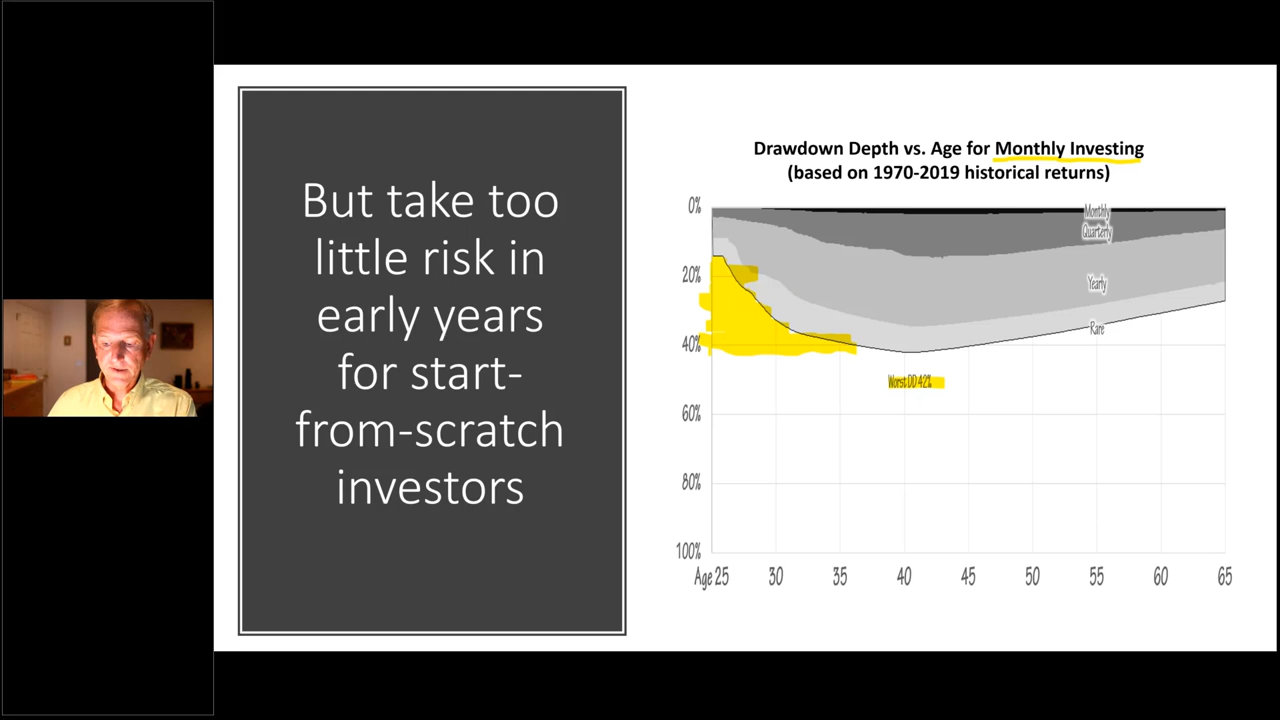 But take too
little risk in
early years
for start-
from-scratch
investors
Drawdown Depth vs. Age for Monthly Investing
(based on 1970-2019 historical returns)
0%
20%
40%
60%
80%
100%
Monthly
Quarterly
Yearly
Rare
Worst DD 42%
Age 25 30 35 40 45 50 55 60 65